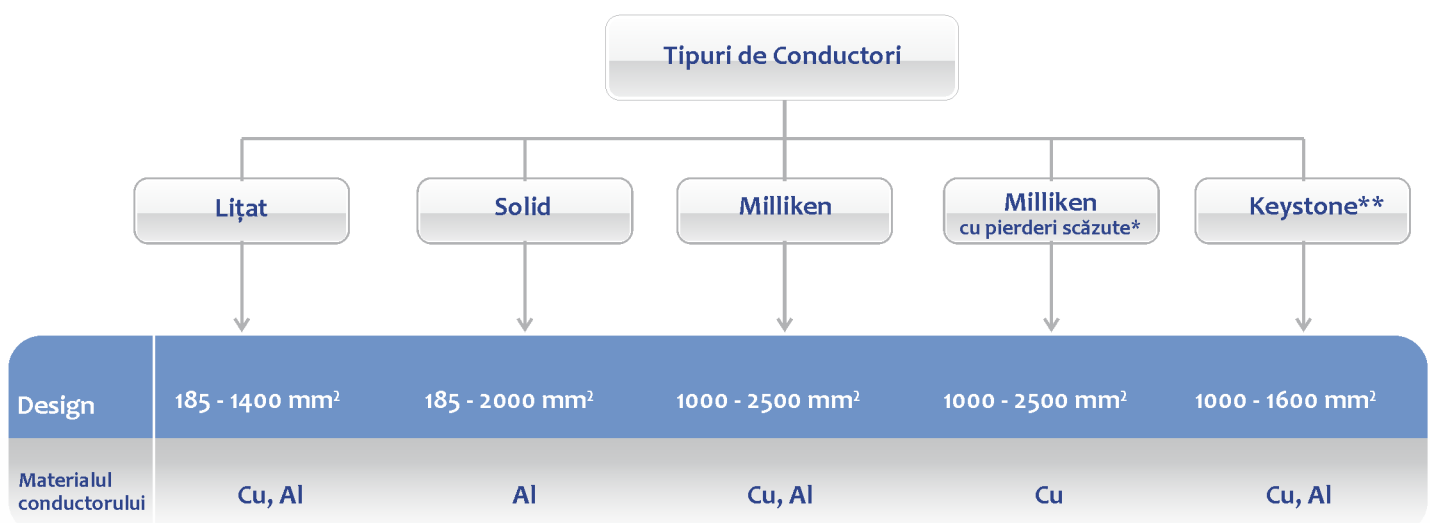 Tipuri de Conductori
Lițat
Solid
Milliken
Milliken
cu pierderi scăzute*
Keystone**
Design
185 - 1400 mm²
185 - 2000 mm²
1000 - 2500 mm²
1000 - 2500 mm²
1000 - 1600 mm²
Materialul
conductorului
Cu, Al
Al
Cu, Al
Cu
Cu, Al